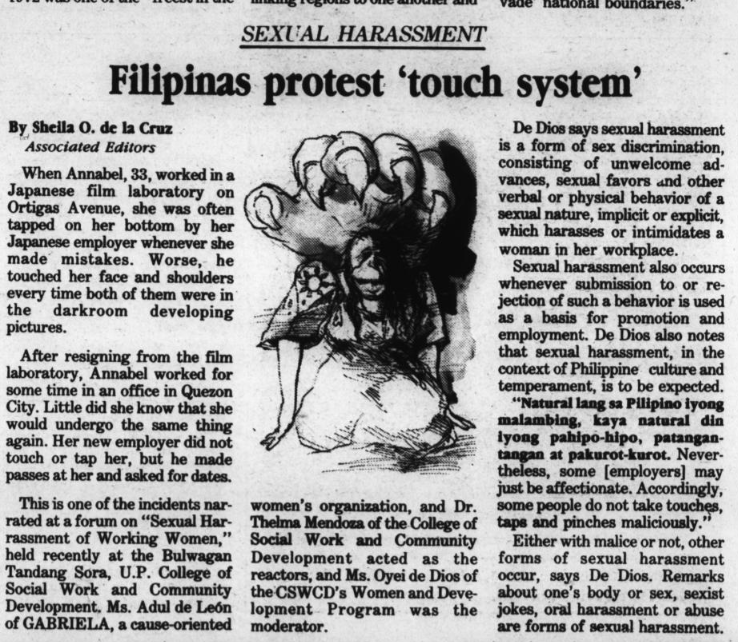 vade national boundaries."
SEXUAL HARASSMENT
Filipinas protest 'touch system'
By Sheila O. de la Cruz
Associated Editors
When Annabel, 33, worked in a
Japanese film laboratory on
Ortigas Avenue, she was often
tapped on her bottom by her
Japanese employer whenever she
made mistakes. Worse, he
touched her face and shoulders
every time both of them were in
the darkroom developing
pictures.
After resigning from the film
laboratory, Annabel worked for
some time in an office in Quezon
City. Little did she know that she
would undergo the same thing
again. Her new employer did not
touch or tap her, but he made
passes at her and asked for dates.
This is one of the incidents nar-
rated at a forum on "Sexual Har-
rassment of Working Women,"
held recently at the Bulwagan
Tandang Sora, U.P. College of
Social Work and Community
Development. Ms. Adul de León
of GABRIELA, a cause-oriented
women's organization, and Dr.
Thelma Mendoza of the College of
Social Work and Community
Development acted as the
reactors, and Ms. Oyei de Dios of
the CSWCD's Women and Deve-
lopment Program was the
moderator.
De Dios says sexual harassment
is a form of sex discrimination,
consisting of unwelcome ad-
vances, sexual favors and other
verbal or physical behavior of a
sexual nature, implicit or explicit,
which harasses or intimidates a
woman in her workplace.
Sexual harassment also occurs
whenever submission to or re-
jection of such a behavior is used
as a basis for promotion and
employment. De Dios also notes
that sexual harassment, in the
context of Philippine culture and
temperament, is to be expected.
"Natural lang sa Pilipino iyong
malambing, kaya natural din
iyong pahipo-hipo, patangan-
tangan at pakurot-kurot. Never-
theless, some [employers] may
just be affectionate. Accordingly,
some people do not take touches,
taps and pinches maliciously."
Either with malice or not, other
forms of sexual harassment
occur, says De Dios. Remarks
about one's body or sex, sexist
jokes, oral harassment or abuse
are forms of sexual harassment.